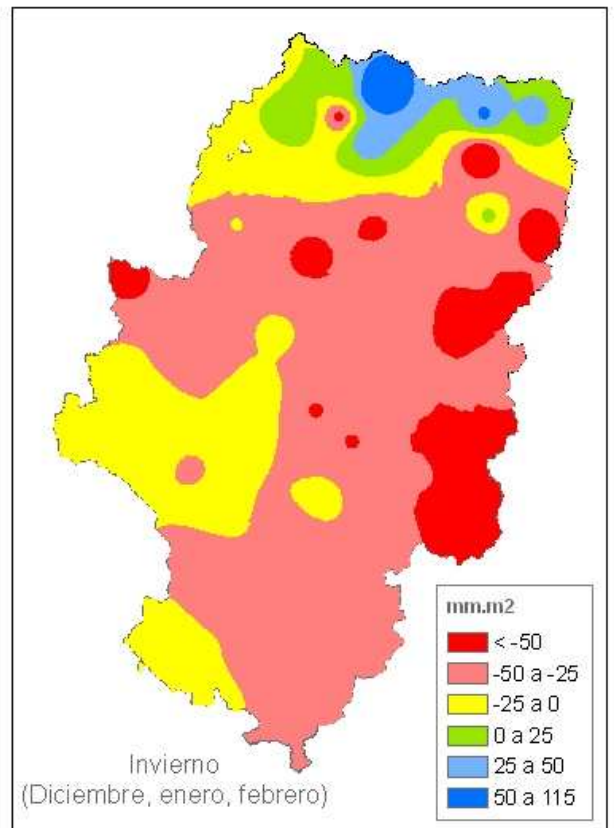 mm.m2
< -50
-50 a -25
-25 a 0
0 a 25
25 a 50
50 a 115
Invierno
(Diciembre, enero, febrero)